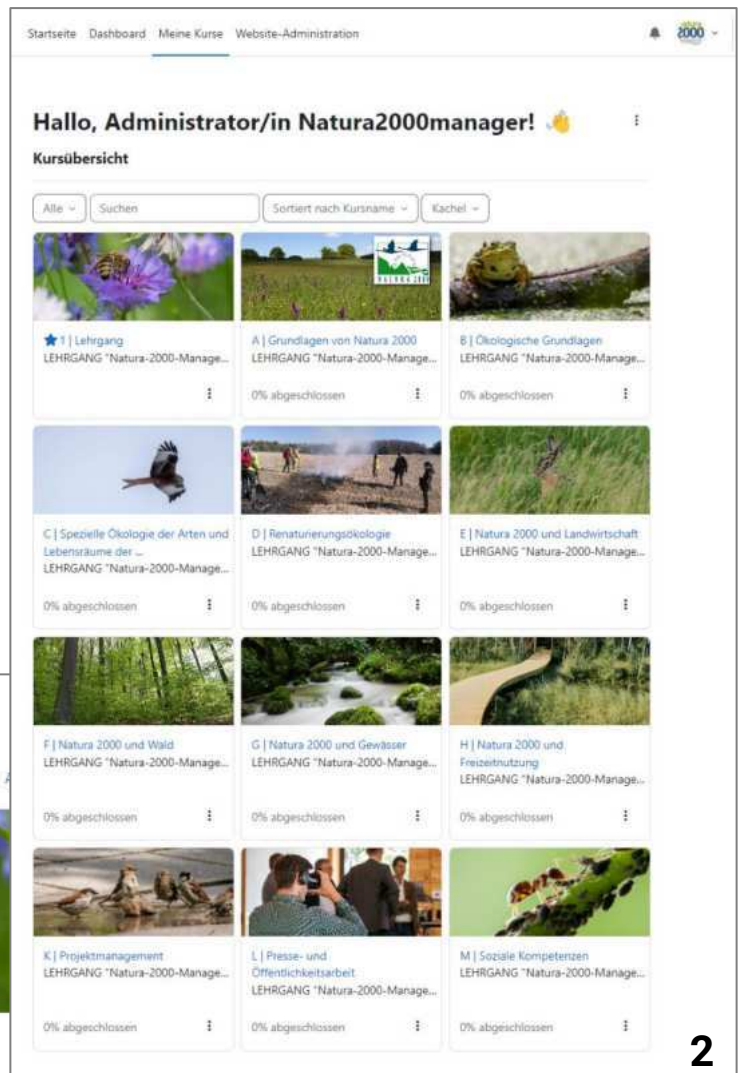 Startseite Dashboard Meine Kurse Website-Administration
2000
Hallo, Administrator/in Natura2000manager! 👋
Kursübersicht
Alle Suchen Sortiert nach Kursname Kachel
NATURA 2000
1 | Lehrgang
LEHRGANG "Natura-2000-Manage...
A | Grundlagen von Natura 2000
LEHRGANG "Natura-2000-Manage...
0% abgeschlossen
B | Ökologische Grundlagen
LEHRGANG "Natura-2000-Manage...
0% abgeschlossen
C | Spezielle Ökologie der Arten und
Lebensräume der ...
LEHRGANG "Natura-2000-Manage...
0% abgeschlossen
D | Renaturierungsökologie
LEHRGANG "Natura-2000-Manage...
0% abgeschlossen
E | Natura 2000 und Landwirtschaft
LEHRGANG "Natura-2000-Manage...
0% abgeschlossen
F | Natura 2000 und Wald
LEHRGANG "Natura-2000-Manage...
0% abgeschlossen
G | Natura 2000 und Gewässer
LEHRGANG "Natura-2000-Manage...
0% abgeschlossen
H | Natura 2000 und
Freizeitnutzung
LEHRGANG "Natura-2000-Manage...
0% abgeschlossen
K | Projektmanagement
LEHRGANG "Natura-2000-Manage...
0% abgeschlossen
L | Presse- und
Öffentlichkeitsarbeit
LEHRGANG "Natura-2000-Manage...
0% abgeschlossen
M | Soziale Kompetenzen
LEHRGANG "Natura-2000-Manage...
0% abgeschlossen
2